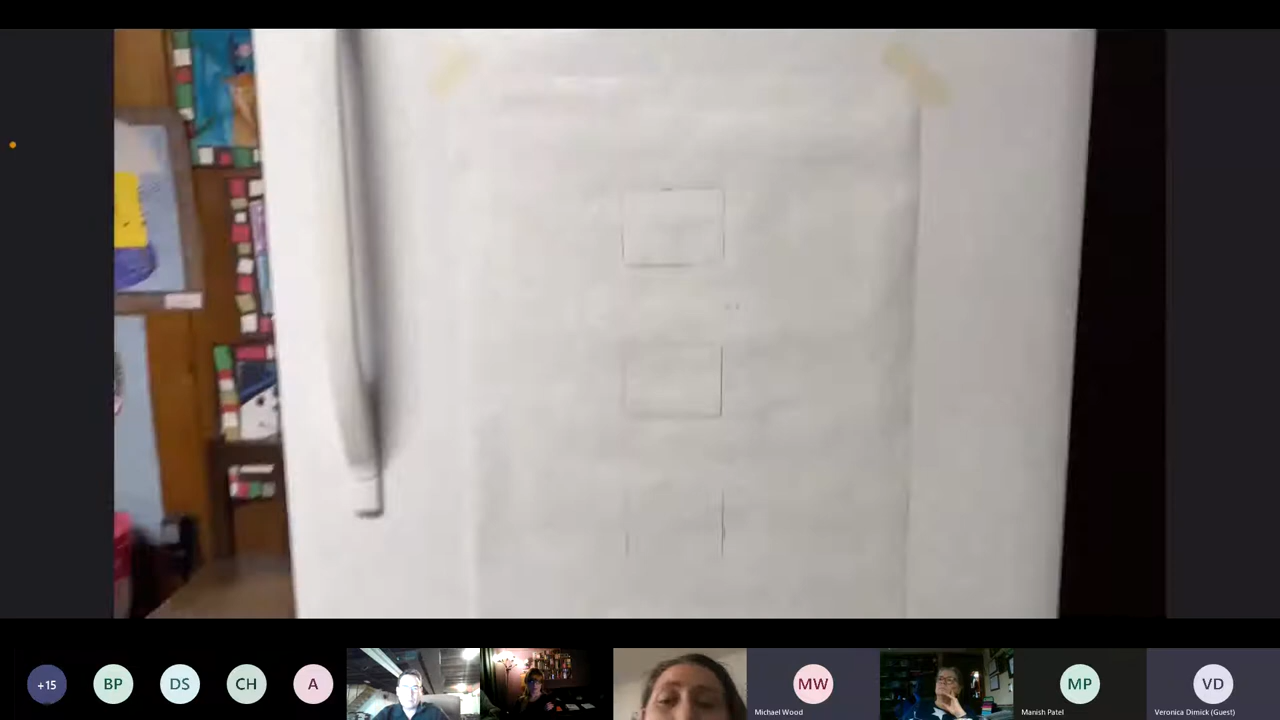 +15
BP
DS
CH
A
MW
Michael Wood
MP
Manish Patel
VD
Veronica Dimick (Guest)